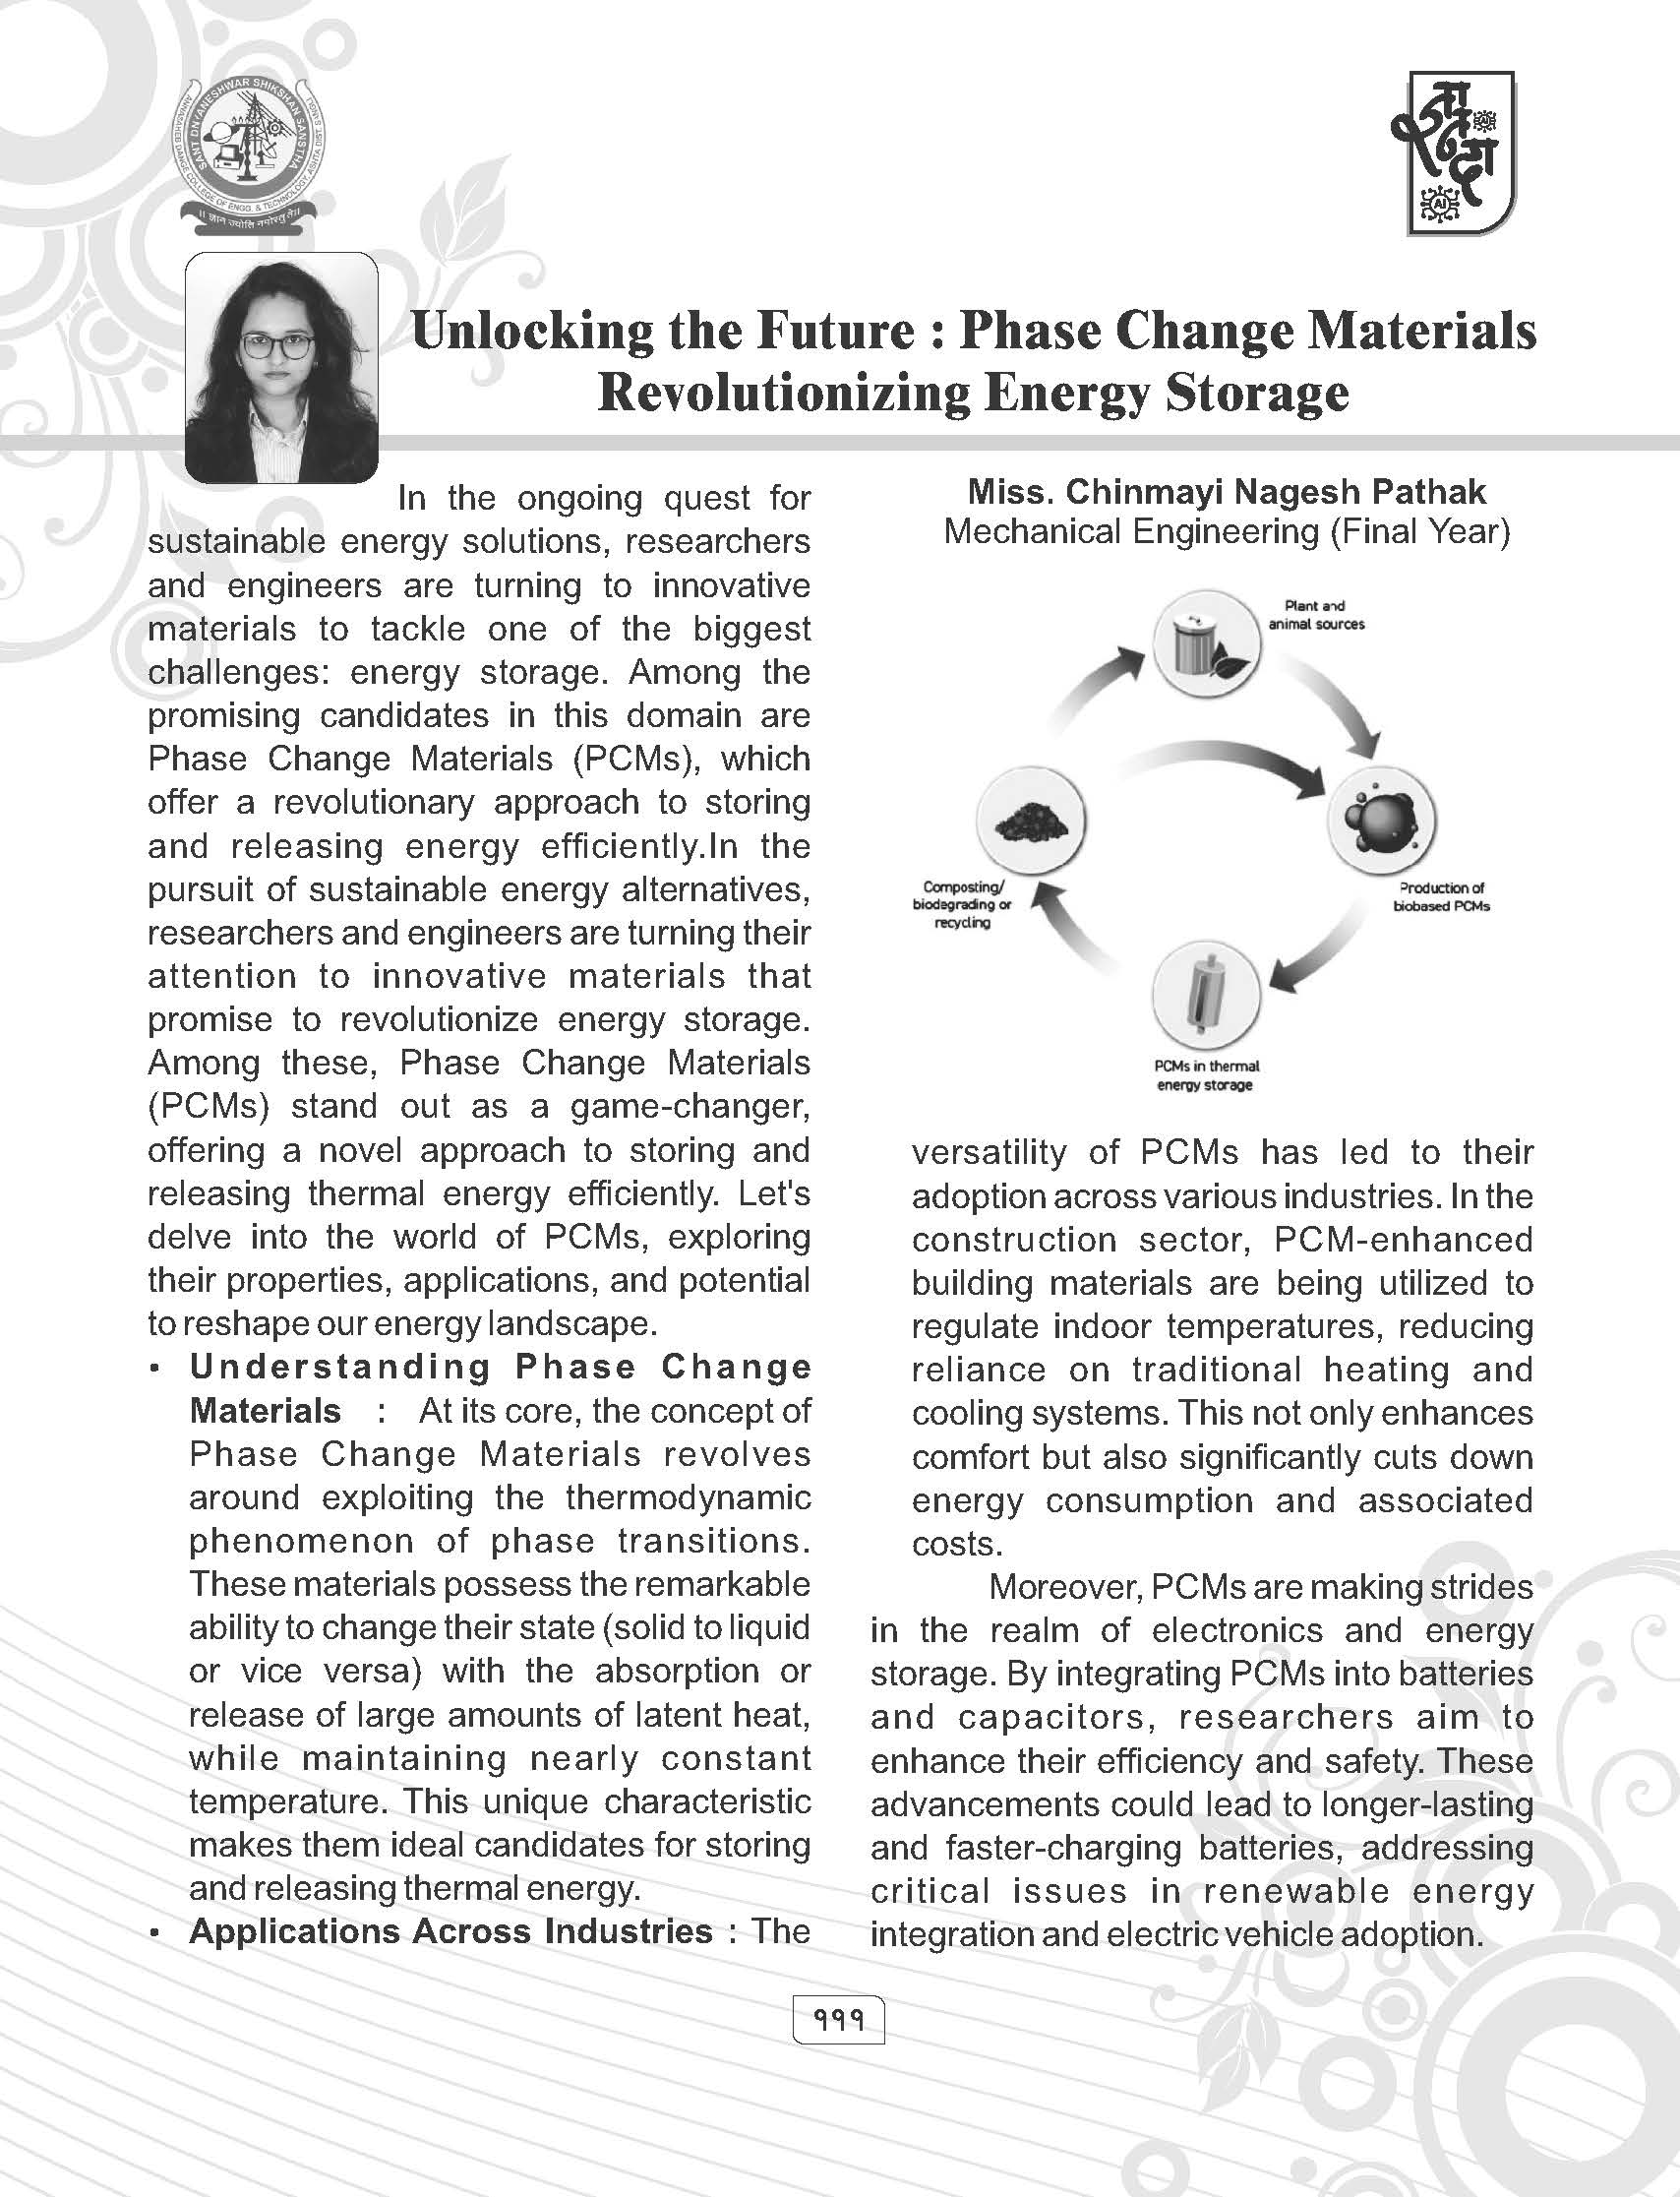 SANT DNYANESHWAR SHIKSHAN SANSTHA
ANNASAHEB DANGE COLLEGE OF ENGG. & TECHNOLOGY, ASHTA DIST. SANGLI
Unlocking the Future : Phase Change Materials
Revolutionizing Energy Storage
In the ongoing quest for
sustainable energy solutions, researchers
and engineers are turning to innovative
materials to tackle one of the biggest
challenges: energy storage. Among the
promising candidates in this domain are
Phase Change Materials (PCMs), which
offer a revolutionary approach to storing
and releasing energy efficiently.In the
pursuit of sustainable energy alternatives,
researchers and engineers are turning their
attention to innovative materials that
promise to revolutionize energy storage.
Among these, Phase Change Materials
(PCMs) stand out as a game-changer,
offering a novel approach to storing and
releasing thermal energy efficiently. Let's
delve into the world of PCMs, exploring
their properties, applications, and potential
to reshape our energy landscape.
• Understanding Phase Change
Materials : At its core, the concept of
Phase Change Materials revolves
around exploiting the thermodynamic
phenomenon of phase transitions.
These materials possess the remarkable
ability to change their state (solid to liquid
or vice versa) with the absorption or
release of large amounts of latent heat,
while maintaining nearly constant
temperature. This unique characteristic
makes them ideal candidates for storing
and releasing thermal energy.
• Applications Across Industries : The
Miss. Chinmayi Nagesh Pathak
Mechanical Engineering (Final Year)
Plant and
animal sources
Production of
biobased PCMs
PCMs in thermal
energy storage
Composting/
biodegrading or
recycling
versatility of PCMs has led to their
adoption across various industries. In the
construction sector, PCM-enhanced
building materials are being utilized to
regulate indoor temperatures, reducing
reliance on traditional heating and
cooling systems. This not only enhances
comfort but also significantly cuts down
energy consumption and associated
costs.
Moreover, PCMs are making strides
in the realm of electronics and energy
storage. By integrating PCMs into batteries
and capacitors, researchers aim to
enhance their efficiency and safety. These
advancements could lead to longer-lasting
and faster-charging batteries, addressing
critical issues in renewable energy
integration and electric vehicle adoption.
१११